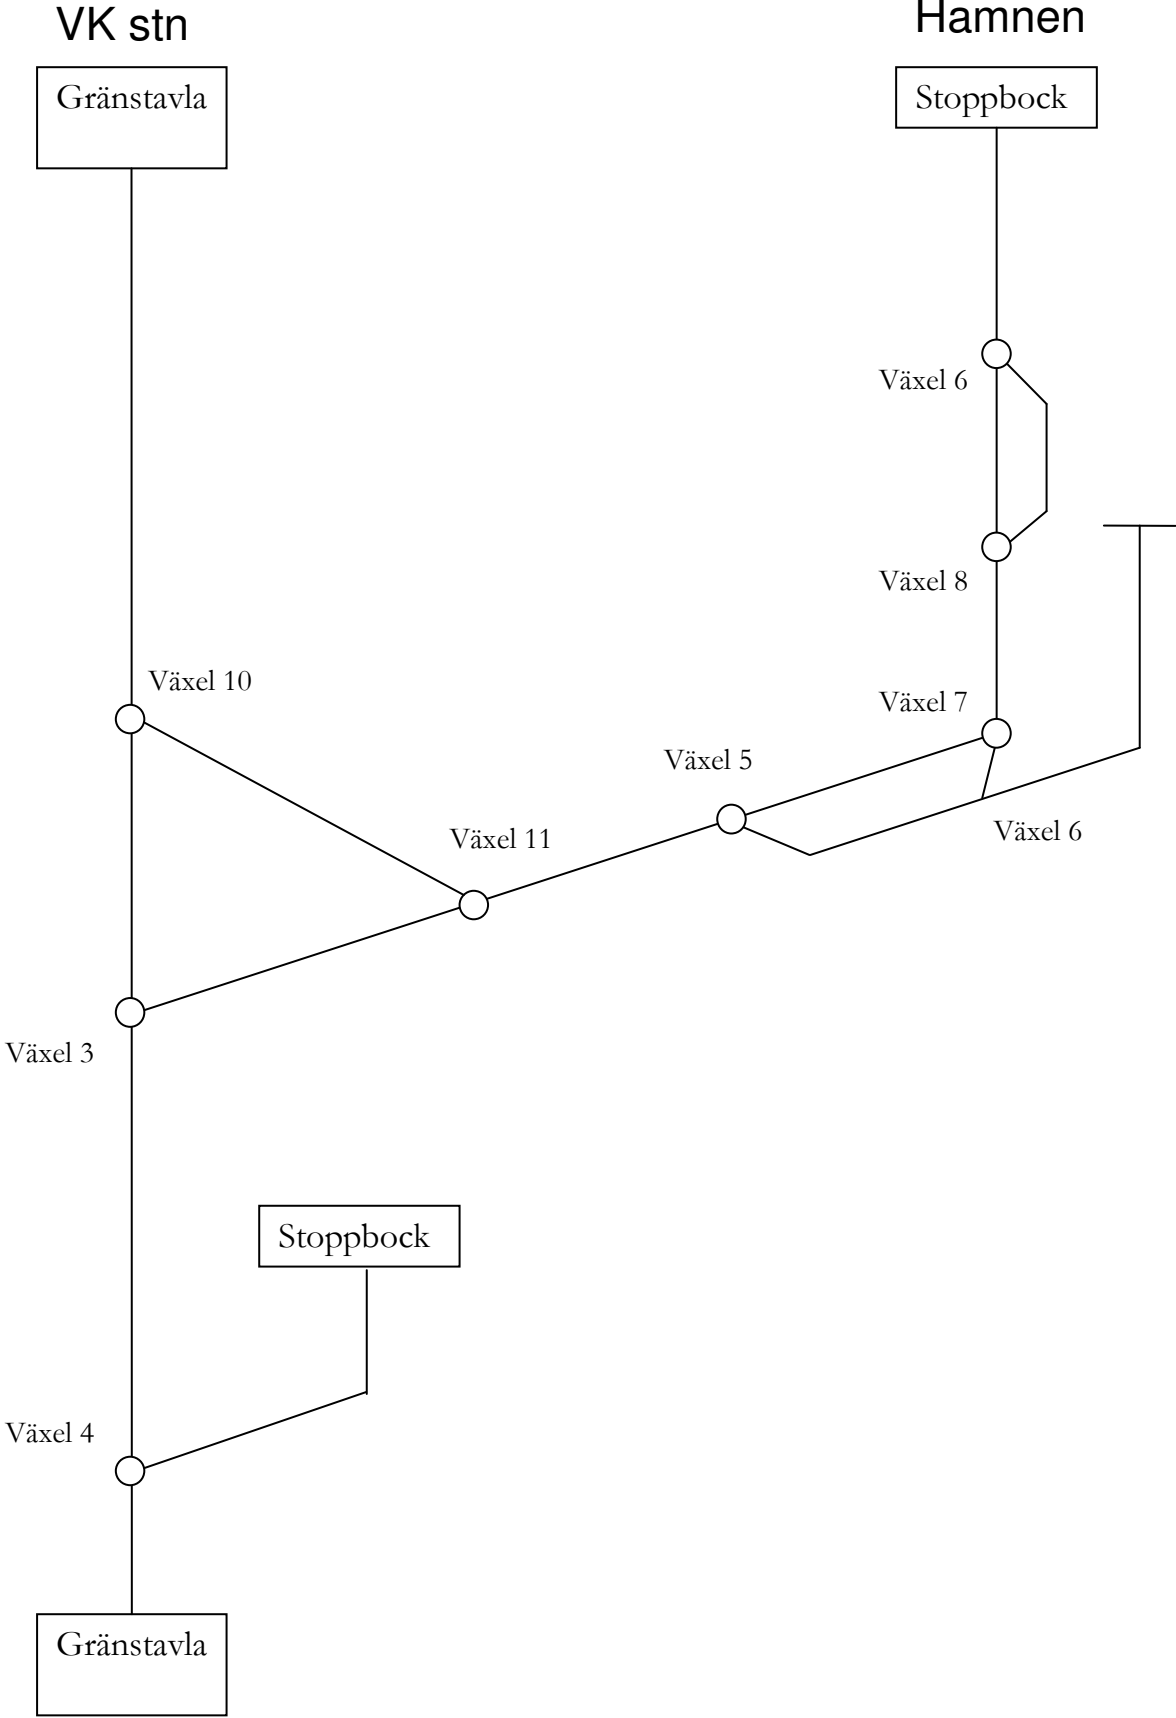 VK stn
Hamnen
Gränstavla
Stoppbock
Växel 6
Växel 8
Växel 10
Växel 7
Växel 5
Växel 11
Växel 6
Växel 3
Stoppbock
Växel 4
Gränstavla